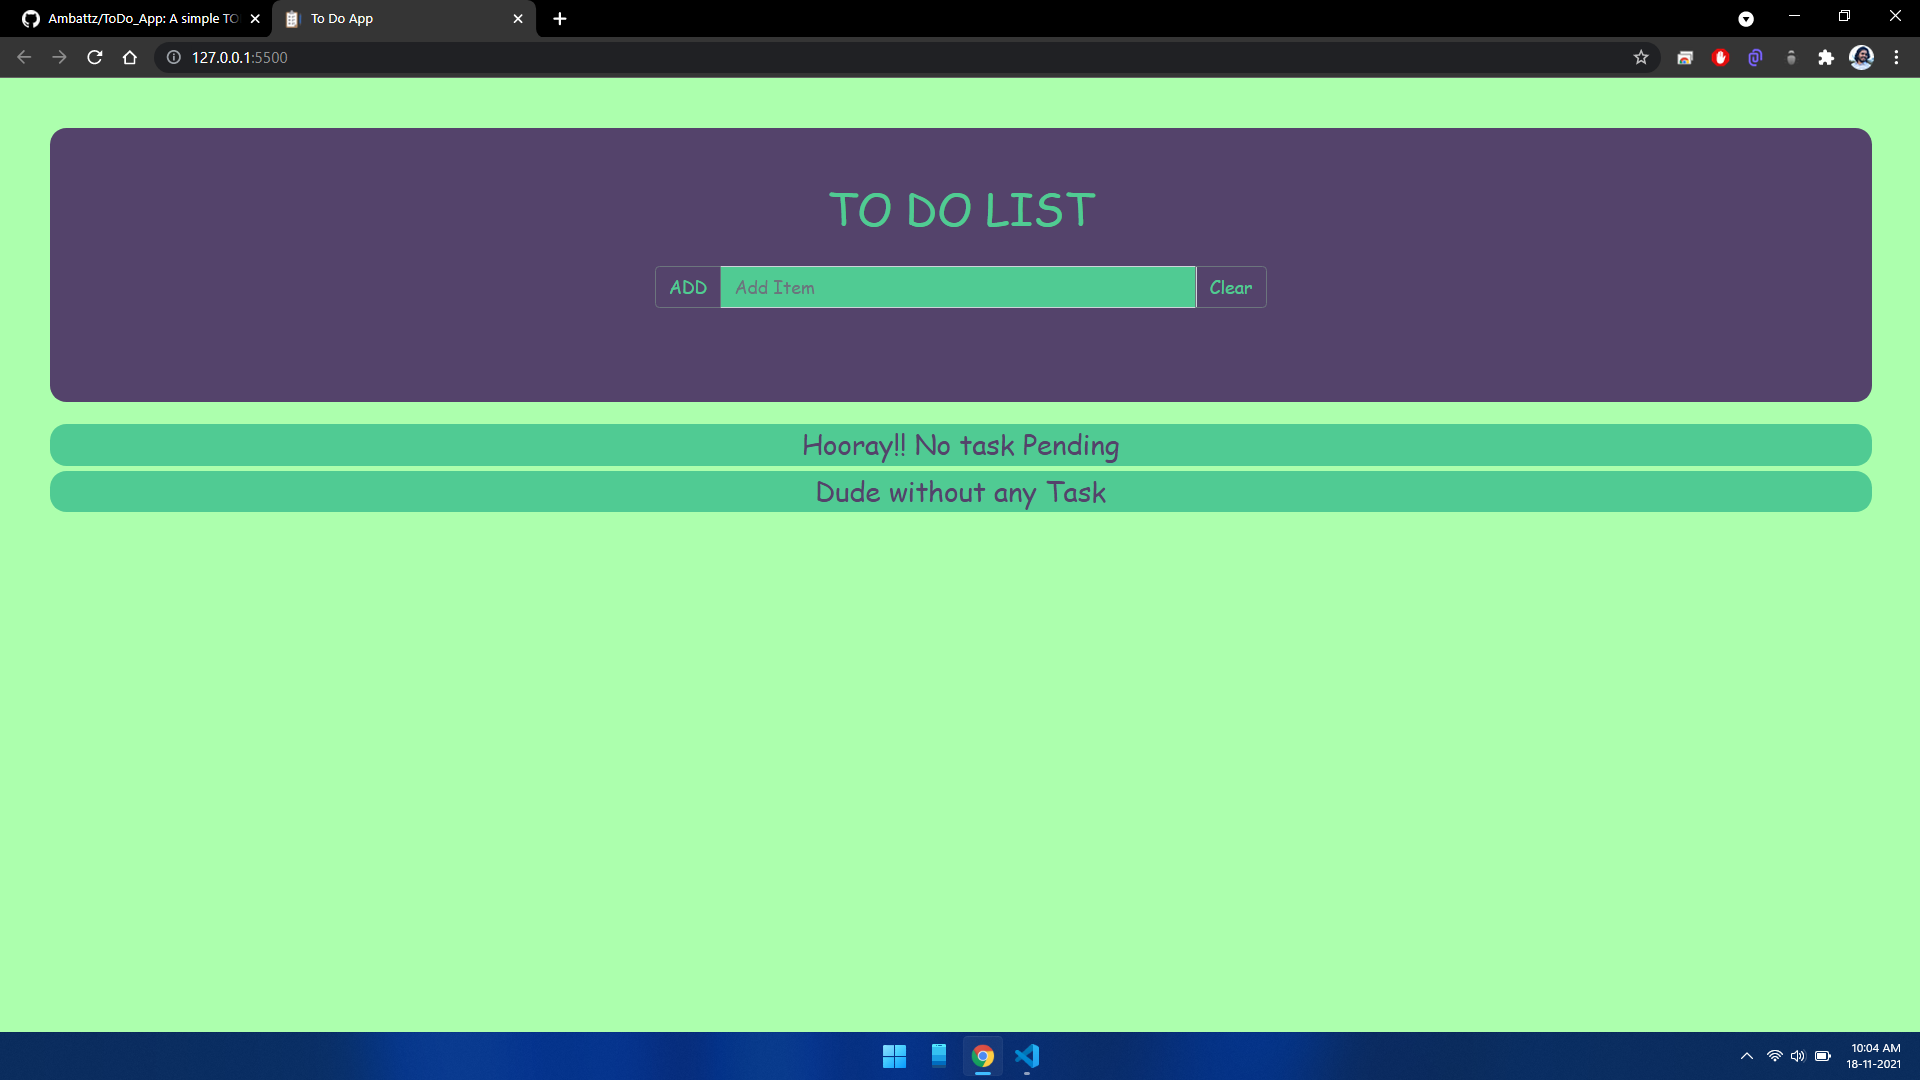 Ambattz/ToDo_App: A simple TO
To Do App
127.0.0.1:5500
TO DO LIST
ADD
Add Item
Clear
Hooray!! No task Pending
Dude without any Task
10:04 AM
18-11-2021